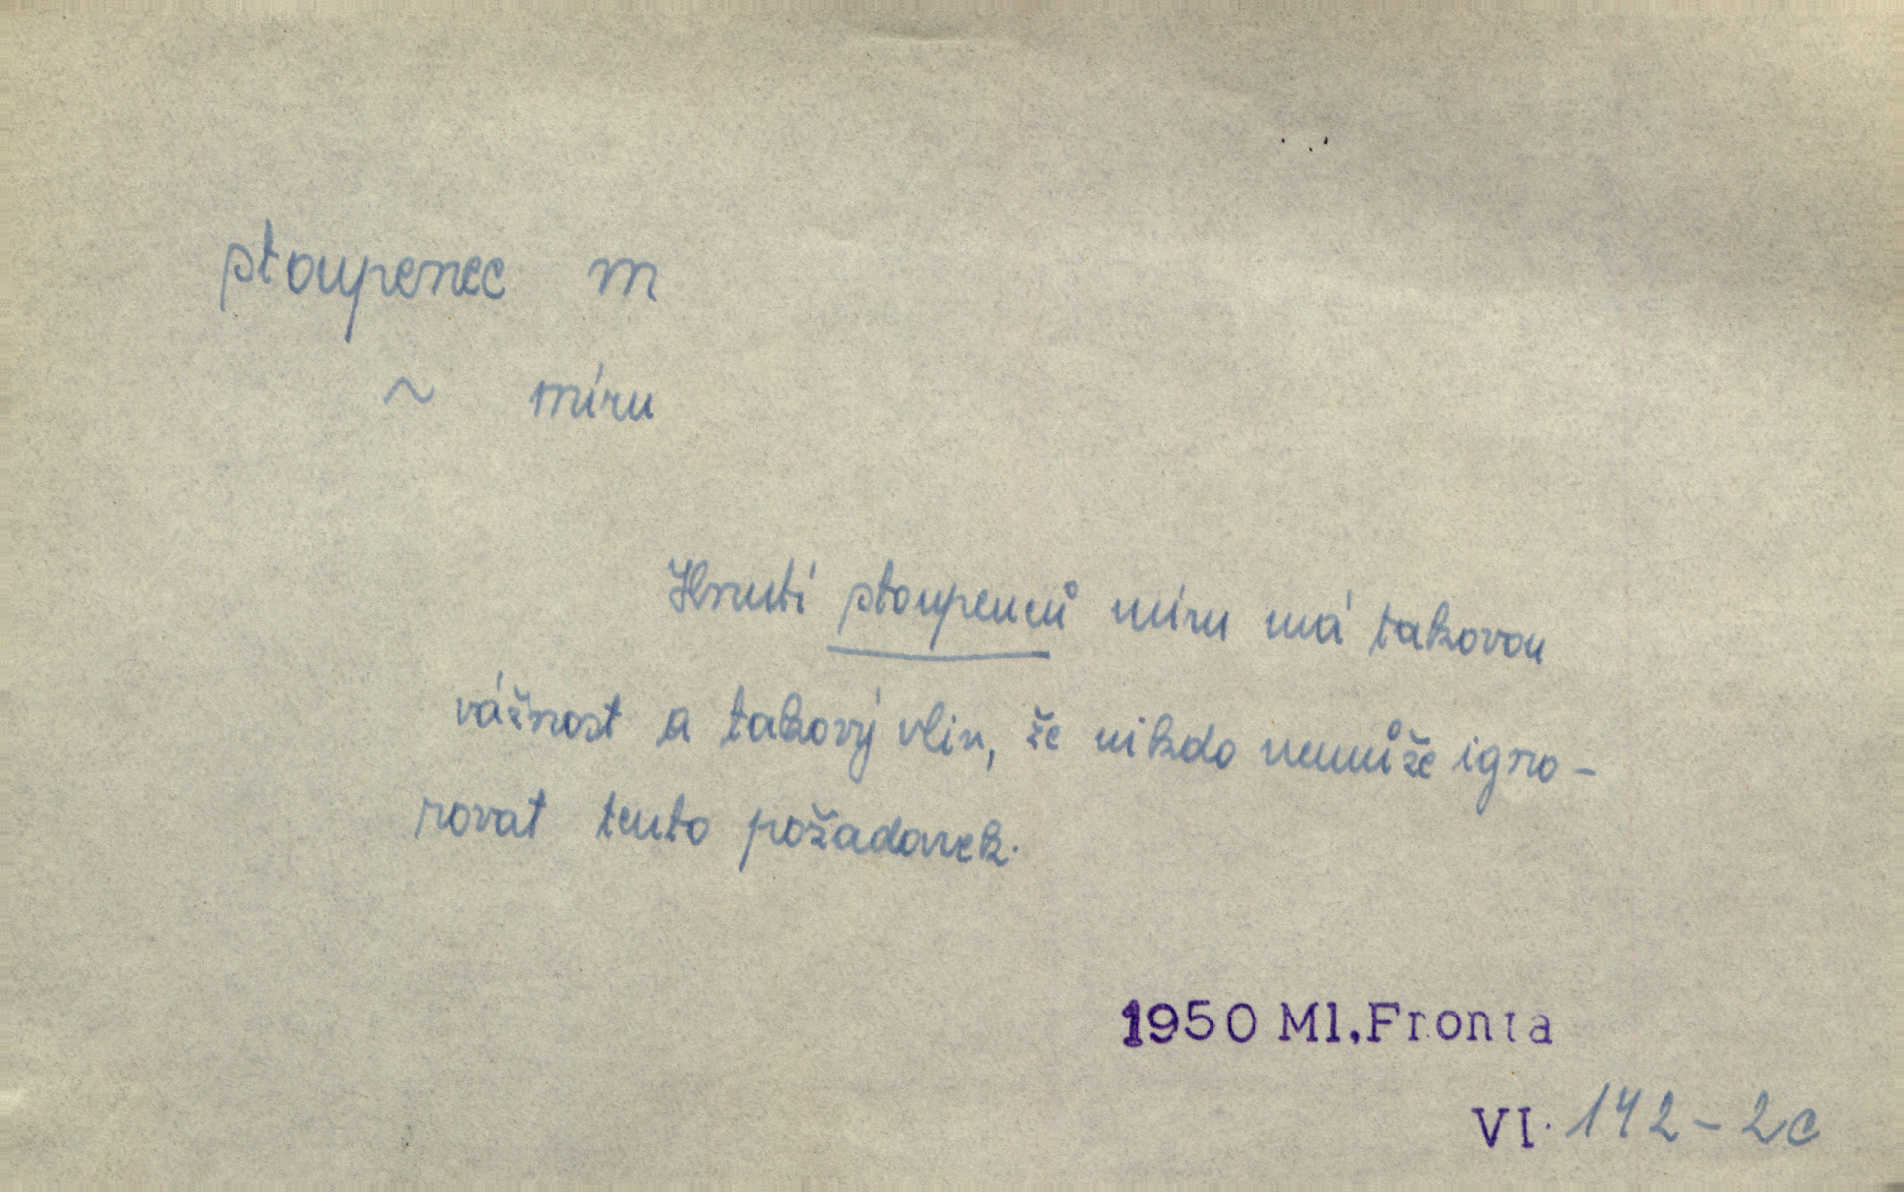 stoupenec m
~ míru
Hnutí stoupenců míru má takovou
vážnost a takový vliv, že nikdo nemůže igno-
rovat tento požadavek.
1950 Ml.Fronta
VI. 142-2c